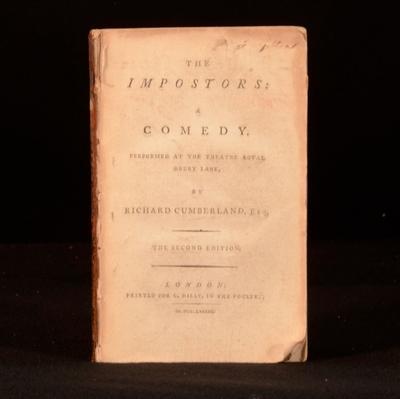 THE
IMPOSTORS:
A
COMEDY.
PERFORMED AT THE THEATRE ROYAL
DRURY LANE,
BY
RICHARD CUMBERLAND, ESQ.
THE SECOND EDITION.
LONDON:
PRINTED FOR C. DILLY, IN THE POULTRY;